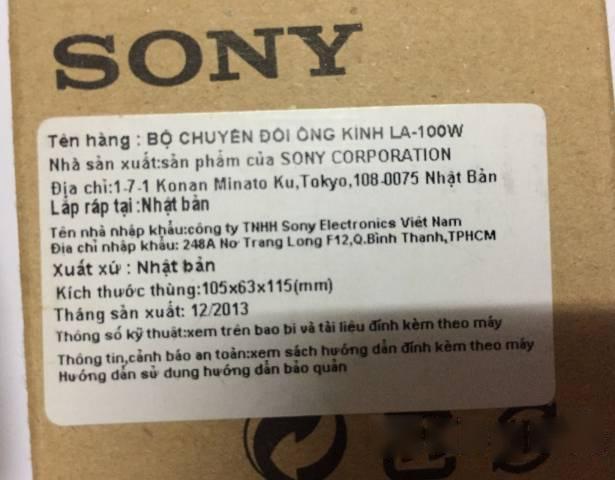 SONY
Tên hàng : BỘ CHUYỂN ĐỔI ỐNG KÍNH LA-100W
Nhà sản xuất:sản phẩm của SONY CORPORATION
Địa chỉ:1-7-1 Konan Minato Ku,Tokyo,108-0075 Nhật Bản
Lắp ráp tại :Nhật bản
Tên nhà nhập khẩu:công ty TNHH Sony Electronics Việt Nam
Địa chỉ nhập khẩu: 248A Nơ Trang Long F12,Q.Bình Thanh,TPHCM
Xuất xứ : Nhật bản
Kích thước thùng:105x63x115(mm)
Tháng sản xuất: 12/2013
Thông số kỹ thuật:xem trên bao bì và tài liệu đính kèm theo máy
Thông tin,cảnh báo an toàn:xem sách hướng dẫn đính kèm theo máy
Hướng dẫn sử dụng hướng dẫn bảo quản